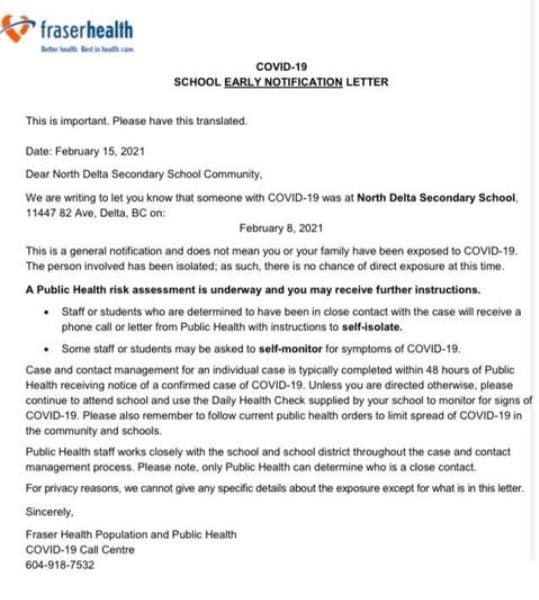 fraserhealth
Better health. Best in health care.
COVID-19
SCHOOL EARLY NOTIFICATION LETTER
This is important. Please have this translated.
Date: February 15, 2021
Dear North Delta Secondary School Community,
We are writing to let you know that someone with COVID-19 was at North Delta Secondary School,
11447 82 Ave, Delta, BC on:
February 8, 2021
This is a general notification and does not mean you or your family have been exposed to COVID-19.
The person involved has been isolated; as such, there is no chance of direct exposure at this time.
A Public Health risk assessment is underway and you may receive further instructions.
• Staff or students who are determined to have been in close contact with the case will receive a
phone call or letter from Public Health with instructions to self-isolate.
• Some staff or students may be asked to self-monitor for symptoms of COVID-19.
Case and contact management for an individual case is typically completed within 48 hours of Public
Health receiving notice of a confirmed case of COVID-19. Unless you are directed otherwise, please
continue to attend school and use the Daily Health Check supplied by your school to monitor for signs of
COVID-19. Please also remember to follow current public health orders to limit spread of COVID-19 in
the community and schools.
Public Health staff works closely with the school and school district throughout the case and contact
management process. Please note, only Public Health can determine who is a close contact.
For privacy reasons, we cannot give any specific details about the exposure except for what is in this letter.
Sincerely,
Fraser Health Population and Public Health
COVID-19 Call Centre
604-918-7532